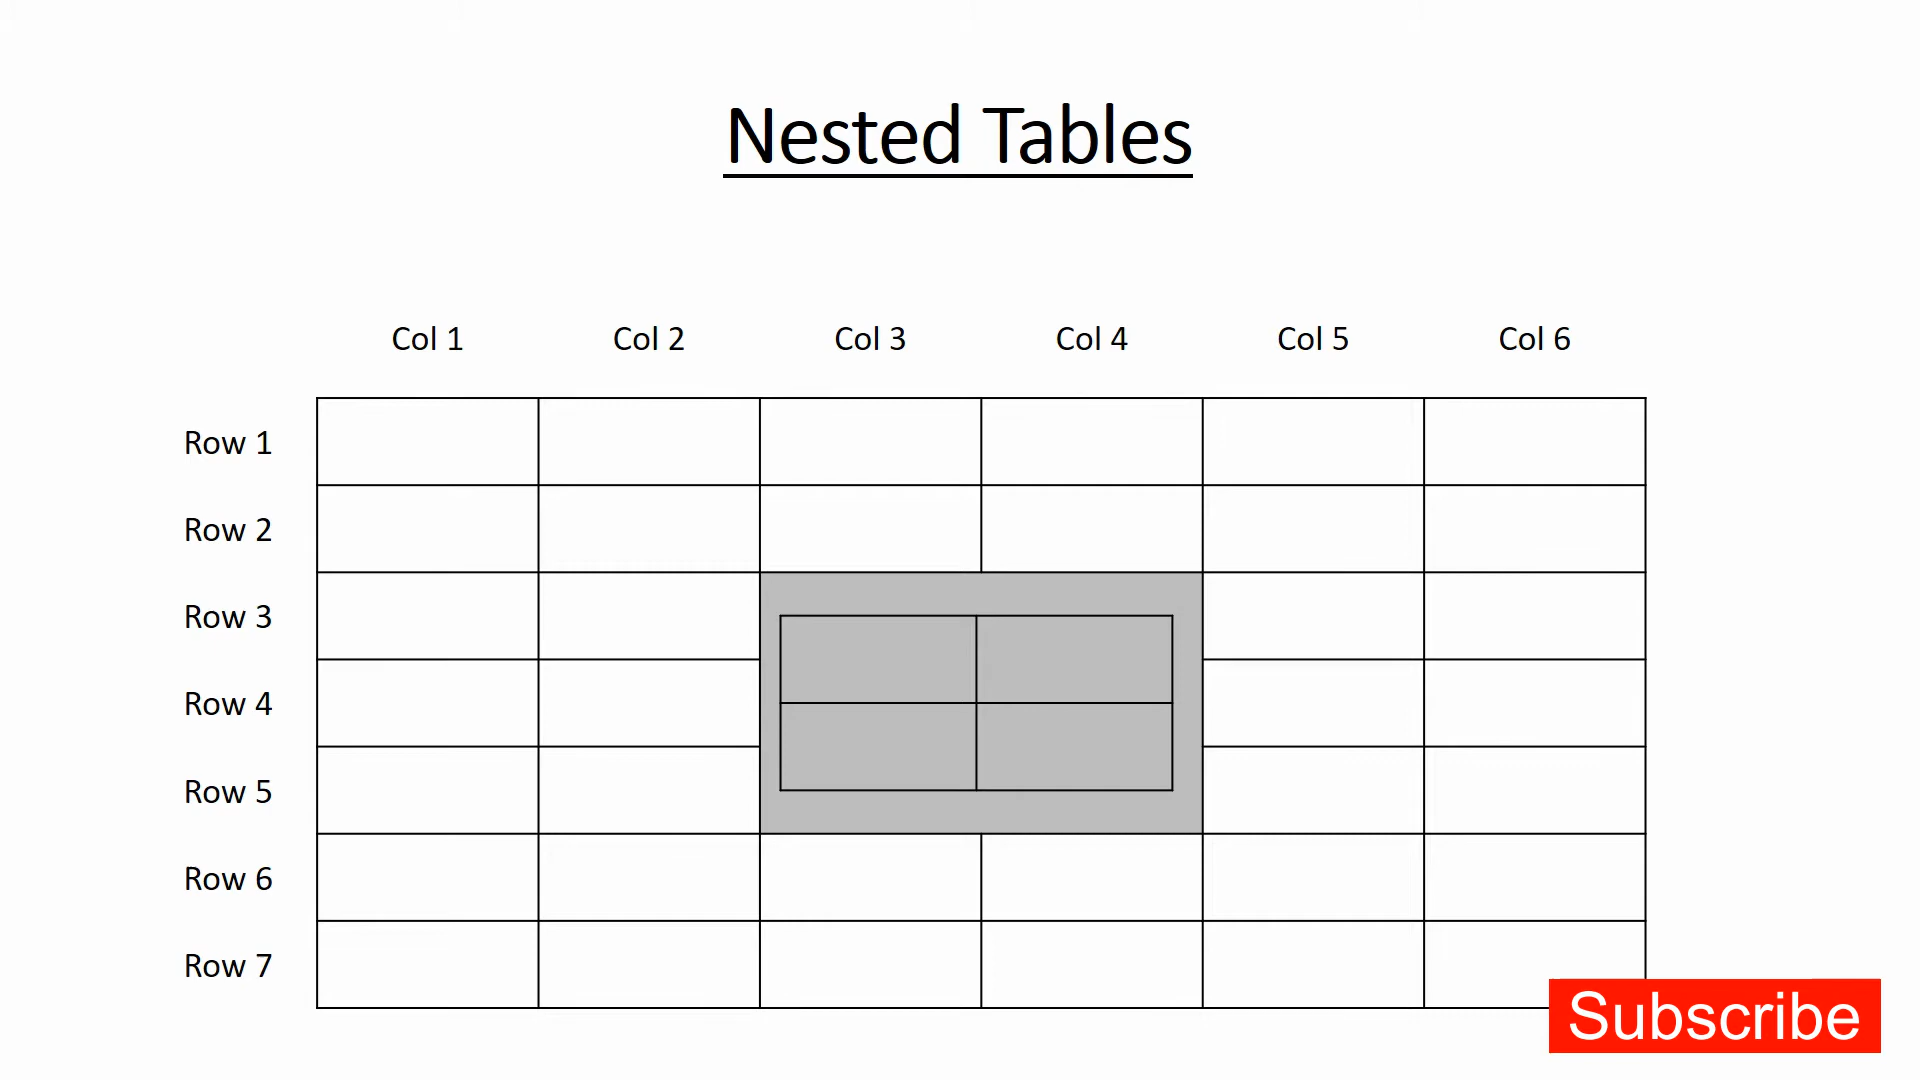 Nested Tables
Col 1 Col 2 Col 3 Col 4 Col 5 Col 6
Row 1
Row 2
Row 3
Row 4
Row 5
Row 6
Row 7
Subscribe